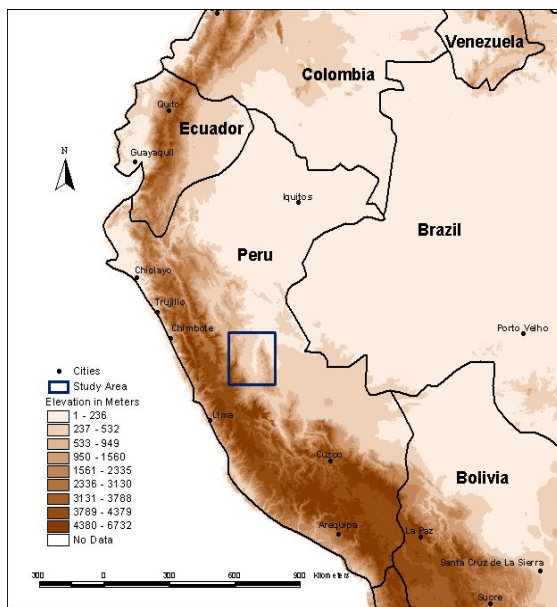 Venezuela
Colombia
Quito
Ecuador
Guayaquil
N
Iquitos
Brazil
Peru
Chiclayo
Trujillo
Chimbote
Porto Velho
Cities
Study Area
Elevation in Meters
1 - 236
237 - 532
533 - 949
950 - 1560
1561 - 2335
2336 - 3130
3131 - 3788
3789 - 4379
4380 - 6732
No Data
Lima
Cuzco
Bolivia
Arequipa
La Paz
Santa Cruz de La Sierra
Sucre
300 0 300 600 900 Kilometers